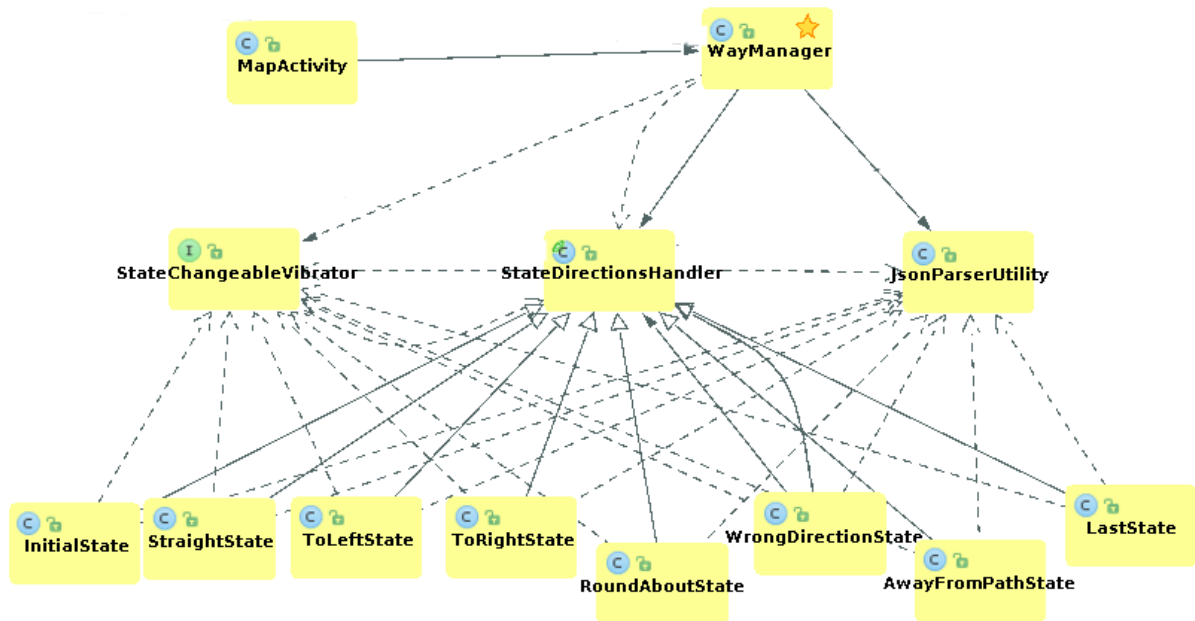 C
MapActivity
C
WayManager
I
StateChangeableVibrator
C
StateDirectionsHandler
C
JsonParserUtility
C
InitialState
C
StraightState
C
ToLeftState
C
ToRightState
C
RoundAboutState
C
WrongDirectionState
C
AwayFromPathState
C
LastState